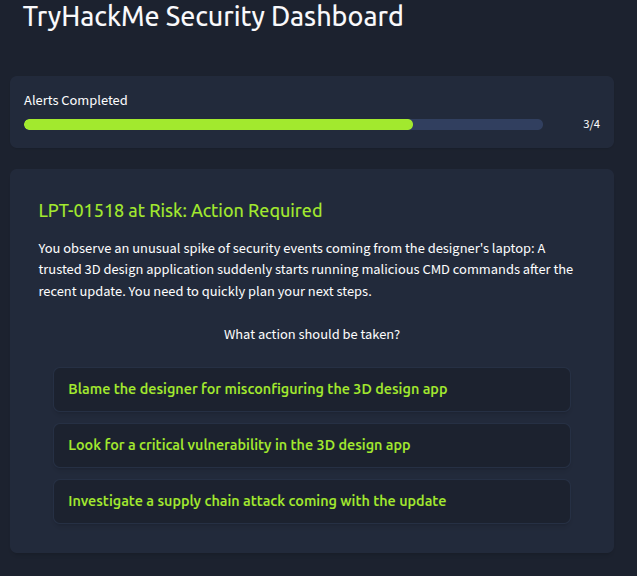 TryHackMe Security Dashboard
Alerts Completed
3/4
LPT-01518 at Risk: Action Required
You observe an unusual spike of security events coming from the designer's laptop: A
trusted 3D design application suddenly starts running malicious CMD commands after the
recent update. You need to quickly plan your next steps.
What action should be taken?
Blame the designer for misconfiguring the 3D design app
Look for a critical vulnerability in the 3D design app
Investigate a supply chain attack coming with the update